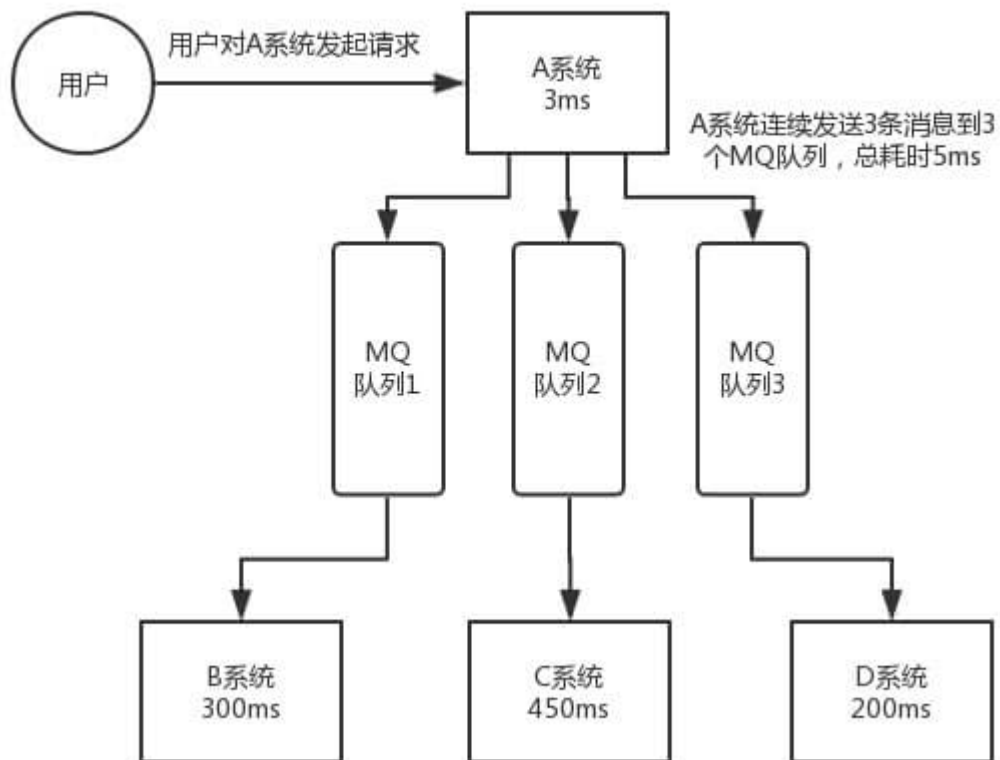 用户对A系统发起请求
用户
A系统
3ms
A系统连续发送3条消息到3
个MQ队列，总耗时5ms
MQ
队列1
MQ
队列2
MQ
队列3
B系统
300ms
C系统
450ms
D系统
200ms